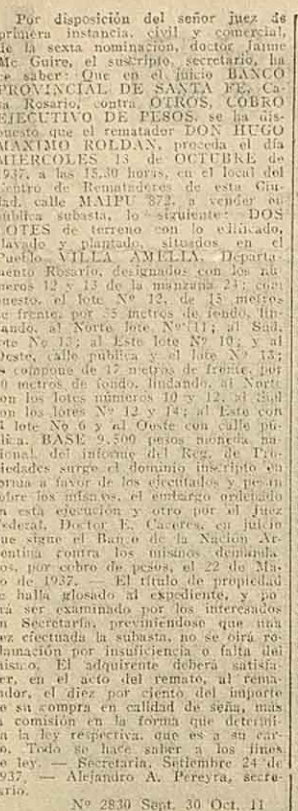 Por disposición del señor juez de
primera instancia, civil y comercial,
de la sexta nominación, doctor Jaime
Mc Guire, el suscripto, secretario, ha
ce saber: Que en el juicio BANCO
PROVINCIAL DE SANTA FE, Ca-
sa Rosario, contra OTROS, COBRO
EJECUTIVO DE PESOS, se ha dis-
puesto que el rematador DON HUGO
MAXIMO ROLDAN, proceda el día
MIERCOLES 13 de OCTUBRE de
1937, a las 15.30 horas, en el local del
Centro de Rematadores de esta Ciu-
dad, calle MAIPU 872, a vender en
pública subasta, lo siguiente: DOS
LOTES de terreno con lo edificado,
clavado y plantado, situados en el
Pueblo VILLA AMELIA, Departa-
mento Rosario, designados con los nú-
meros 12 y 13 de la manzana 23; com-
puesto, el lote Nº 12, de 15 metros
de frente, por 35 metros de fondo, lin-
dando, al Norte lote Nº 11; al Sud,
lote Nº 13; al Este lote Nº 10; y al
Oeste, calle pública y el lote Nº 13;
se compone de 17 metros de frente, por
metros de fondo, lindando, al Norte
con los lotes números 10 y 12, al Sud
con los lotes Nº 12 y 14; al Este con
el lote No 6 y al Oeste con calle pú-
blica. BASE 9.500 pesos moneda na-
cional. del informe del Reg. de Pro-
piedades surge el dominio inscripto en
forma a favor de los ejecutados y pesan
sobre los mismos, el embargo ordenado
en esta ejecución y otro por el Juez
Federal, Doctor E. Caceres, en juicio
que sigue el Banco de la Nación Ar-
gentina contra los mismos demanda-
dos, por cobro de pesos, el 22 de Ma-
yo de 1937. — El título de propiedad
se halla glosado al expediente, y po-
drá ser examinado por los interesados
en Secretaría, previniéndose que una
vez efectuada la subasta, no se oirá re-
clamación por insuficiencia o falta del
mismo. El adquirente deberá satisfa-
cer, en el acto del remate, al rema-
tador, el diez por ciento del importe
de su compra en calidad de seña, más
la comisión en la forma que determi-
na la ley respectiva, que es a su car-
go. Todo se hace saber a los fines
de ley. — Secretaría, Setiembre 24 de
1937. — Alejandro A. Pereyra, secre-
tario.
Nº 2830 Sept. 30 Oct. 11